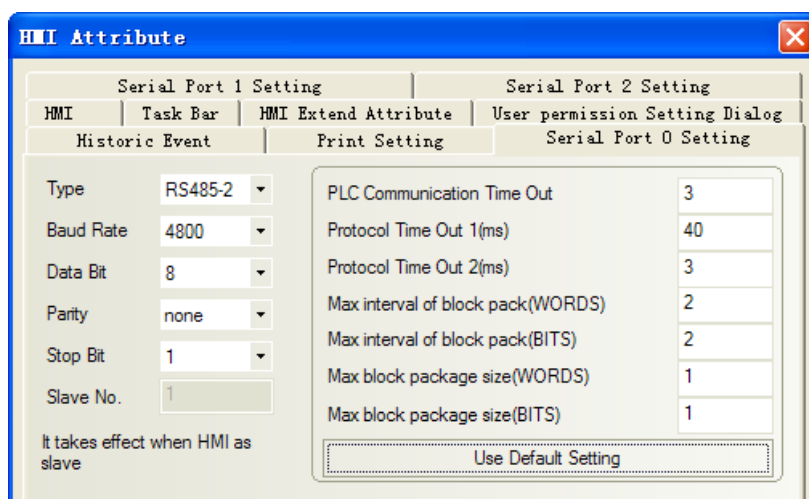 HMI Attribute
Serial Port 1 Setting Serial Port 2 Setting
HMI Task Bar HMI Extend Attribute User permission Setting Dialog
Historic Event Print Setting Serial Port 0 Setting
Type RS485-2
Baud Rate 4800
Data Bit 8
Parity none
Stop Bit 1
Slave No. 1
It takes effect when HMI as
slave
PLC Communication Time Out 3
Protocol Time Out 1(ms) 40
Protocol Time Out 2(ms) 3
Max interval of block pack(WORDS) 2
Max interval of block pack(BITS) 2
Max block package size(WORDS) 1
Max block package size(BITS) 1
Use Default Setting